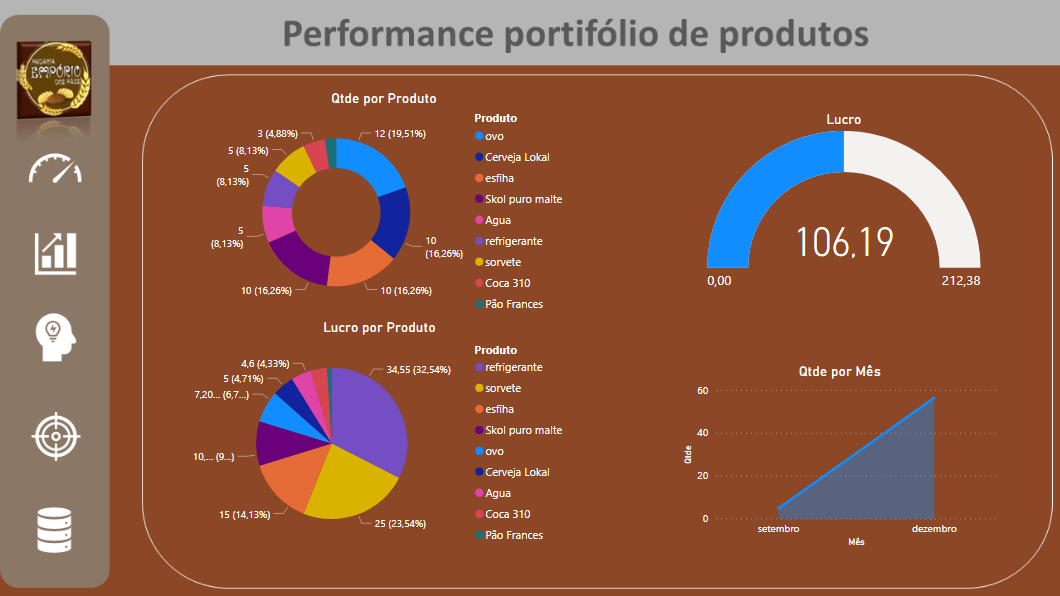 Performance portifólio de produtos
PADARIA
EMPÓRIO
DOS PÃES
Qtde por Produto
12 (19,51%)
10
(16,26%)
10 (16,26%)
10 (16,26%)
5
(8,13%)
5
(8,13%)
5 (8,13%)
3 (4,88%)
Produto
ovo
Cerveja Lokal
esfiha
Skol puro malte
Agua
refrigerante
sorvete
Coca 310
Pão Frances
Lucro
106,19
0,00
212,38
Lucro por Produto
34,55 (32,54%)
25 (23,54%)
15 (14,13%)
10,... (9...)
7,20... (6,7...)
5 (4,71%)
4,6 (4,33%)
Produto
refrigerante
sorvete
esfiha
Skol puro malte
ovo
Cerveja Lokal
Agua
Coca 310
Pão Frances
Qtde por Mês
Qtde
60
40
20
0
setembro
dezembro
Mês